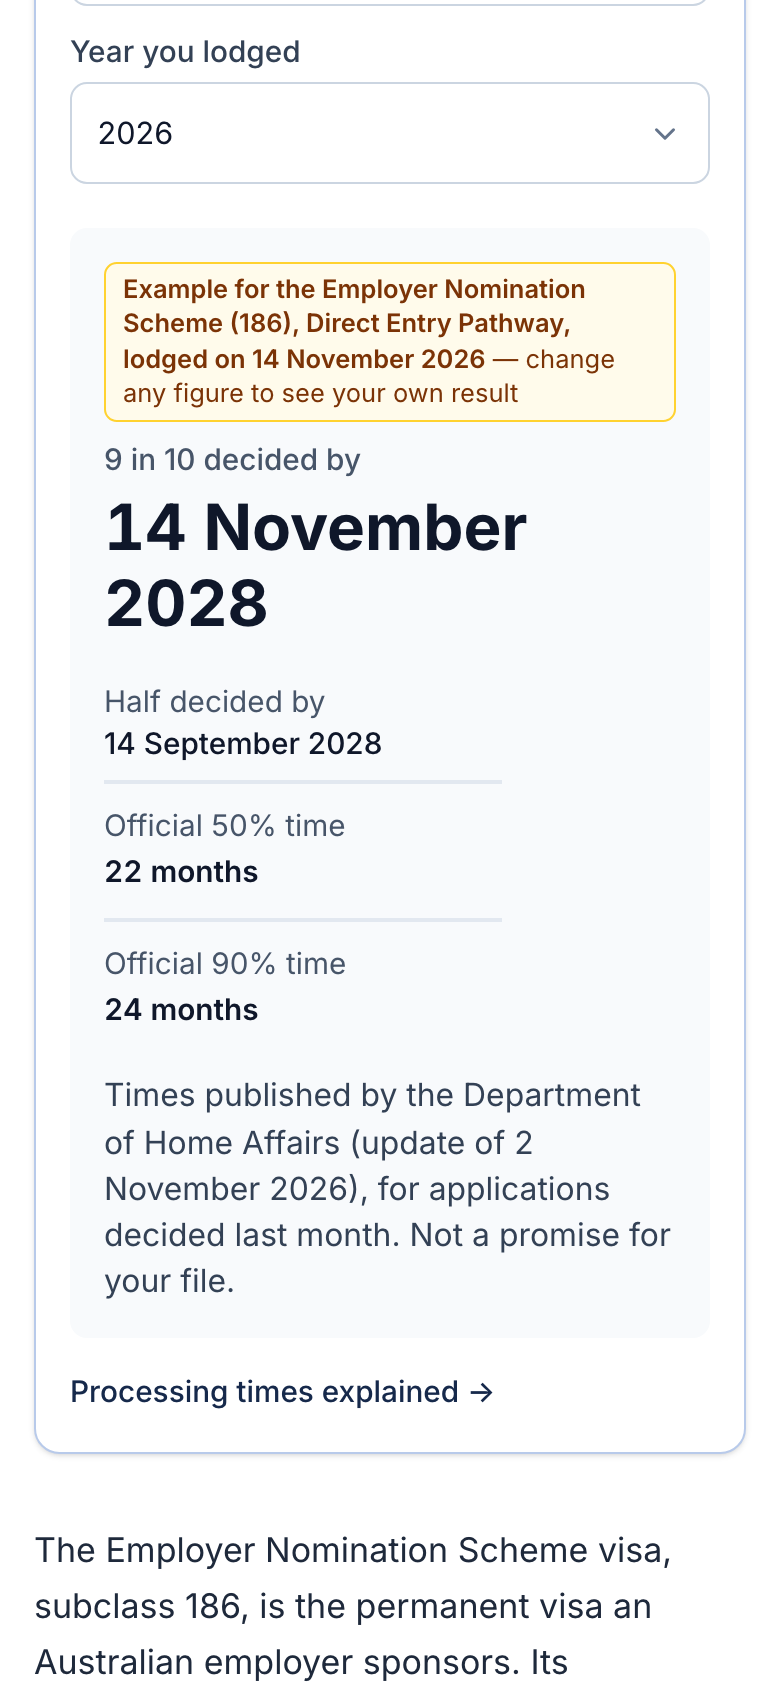 Year you lodged
2026
Example for the Employer Nomination
Scheme (186), Direct Entry Pathway,
lodged on 14 November 2026 — change
any figure to see your own result
9 in 10 decided by
14 November
2028
Half decided by
14 September 2028
Official 50% time
22 months
Official 90% time
24 months
Times published by the Department
of Home Affairs (update of 2
November 2026), for applications
decided last month. Not a promise for
your file.
Processing times explained →
The Employer Nomination Scheme visa,
subclass 186, is the permanent visa an
Australian employer sponsors. Its